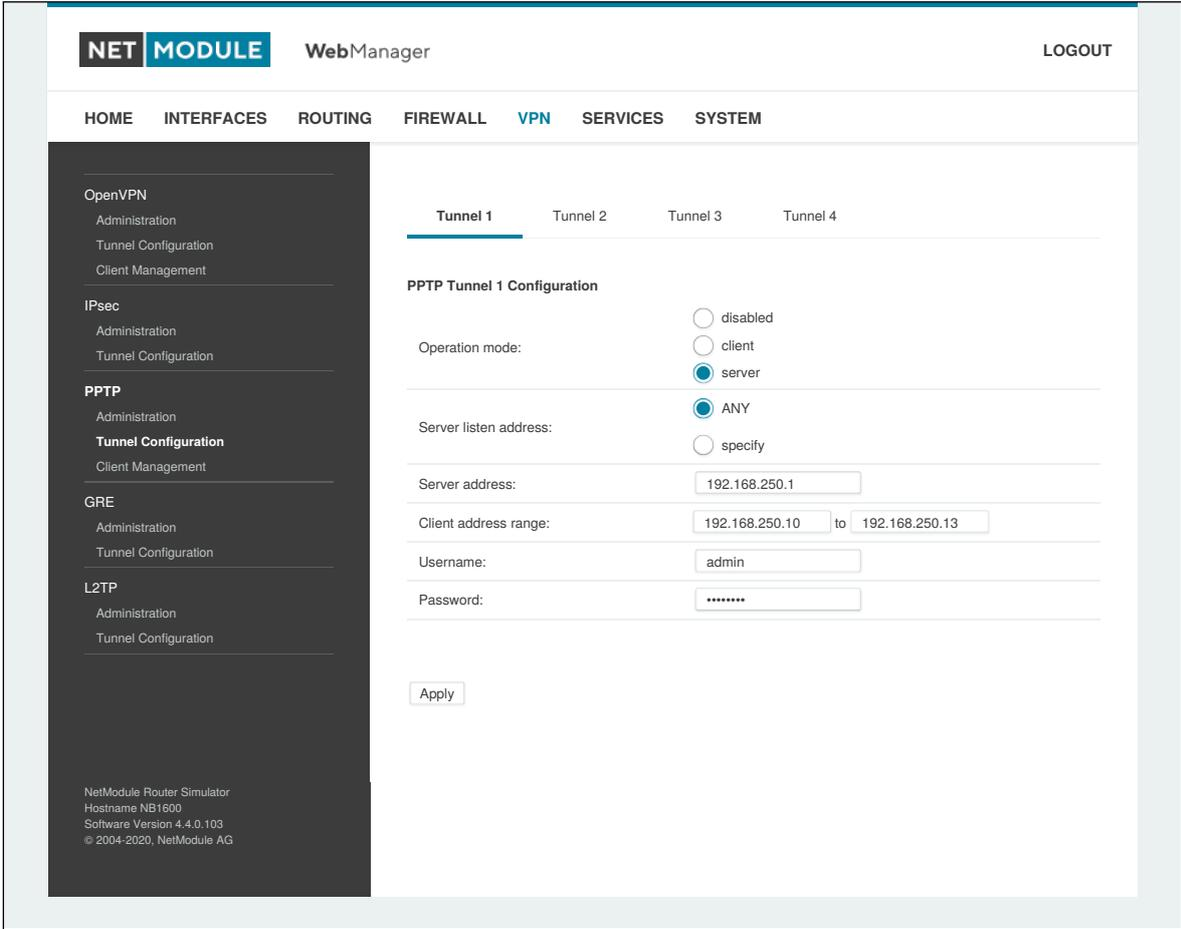 NET MODULE WebManager LOGOUT
HOME INTERFACES ROUTING FIREWALL VPN SERVICES SYSTEM
OpenVPN
Administration
Tunnel Configuration
Client Management
IPsec
Administration
Tunnel Configuration
PPTP
Administration
Tunnel Configuration
Client Management
GRE
Administration
Tunnel Configuration
L2TP
Administration
Tunnel Configuration
NetModule Router Simulator
Hostname NB1600
Software Version 4.4.0.103
© 2004-2020, NetModule AG
Tunnel 1 Tunnel 2 Tunnel 3 Tunnel 4
PPTP Tunnel 1 Configuration
Operation mode:
disabled
client
server
Server listen address:
ANY
specify
Server address: 192.168.250.1
Client address range: 192.168.250.10 to 192.168.250.13
Username: admin
Password: ••••••••
Apply